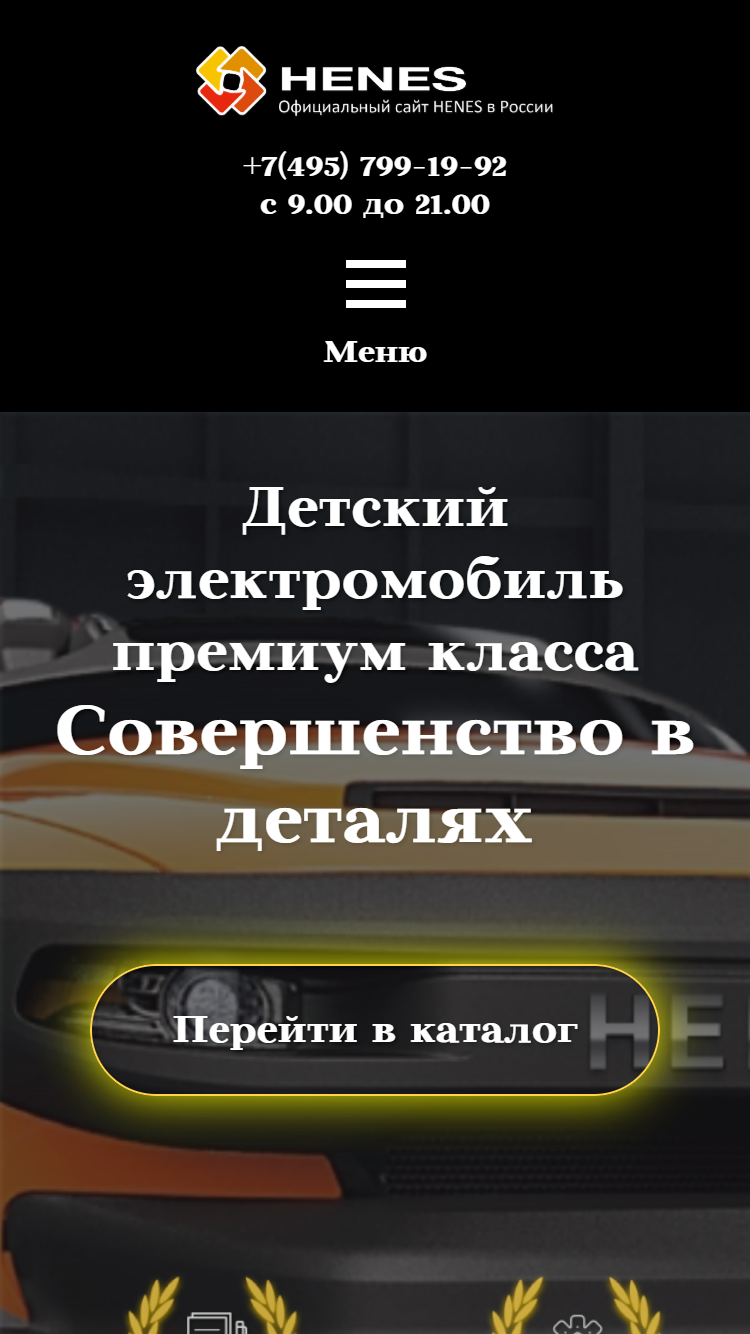 HENES
Официальный сайт HENES в России
+7(495) 799-19-92
с 9.00 до 21.00
Меню
Детский
электромобиль
премиум класса
Совершенство в
деталях
Перейти в каталог